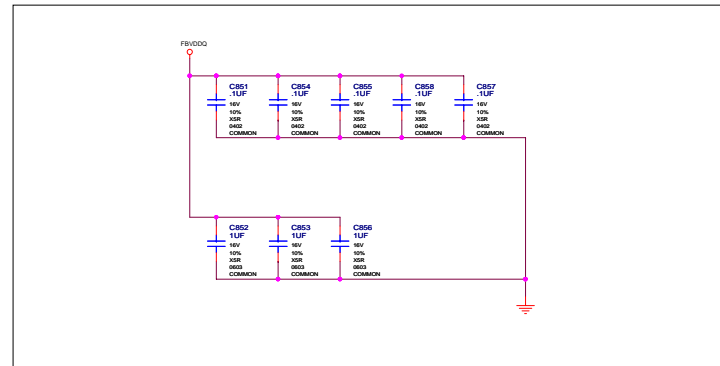 FBVDDQ
C851 C854 C855 C858 C857
.1UF .1UF .1UF .1UF .1UF
16V 16V 16V 16V 16V
10% 10% 10% 10% 10%
X5R X5R X5R X5R X5R
0402 0402 0402 0402 0402
COMMON COMMON COMMON COMMON COMMON
C852 C853 C856
1UF 1UF 1UF
16V 16V 16V
10% 10% 10%
X5R X5R X5R
0603 0603 0603
COMMON COMMON COMMON